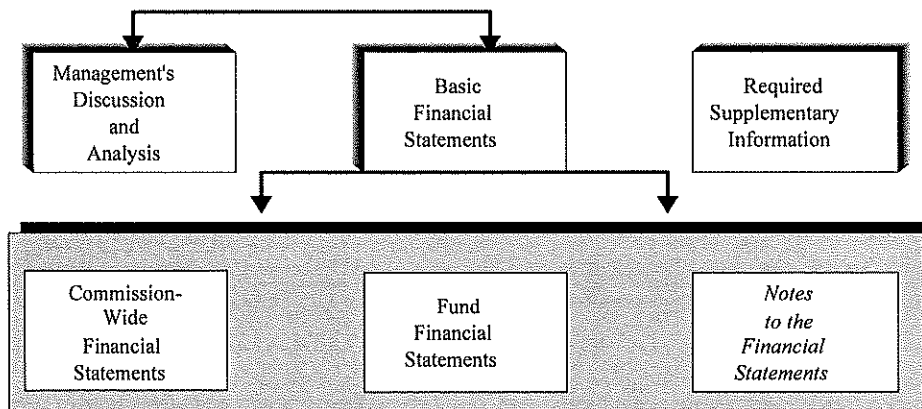 Management's
Discussion
and
Analysis
Basic
Financial
Statements
Required
Supplementary
Information
Commission-
Wide
Financial
Statements
Fund
Financial
Statements
Notes
to the
Financial
Statements